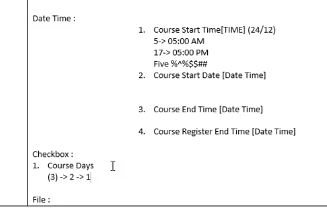 Date Time :
1. Course Start Time[TIME] (24/12)
5-> 05:00 AM
17-> 05:00 PM
Five %^%$$##
2. Course Start Date [Date Time]
3. Course End Time [Date Time]
4. Course Register End Time [Date Time]
Checkbox :
1. Course Days
(3) -> 2 -> 1
File :